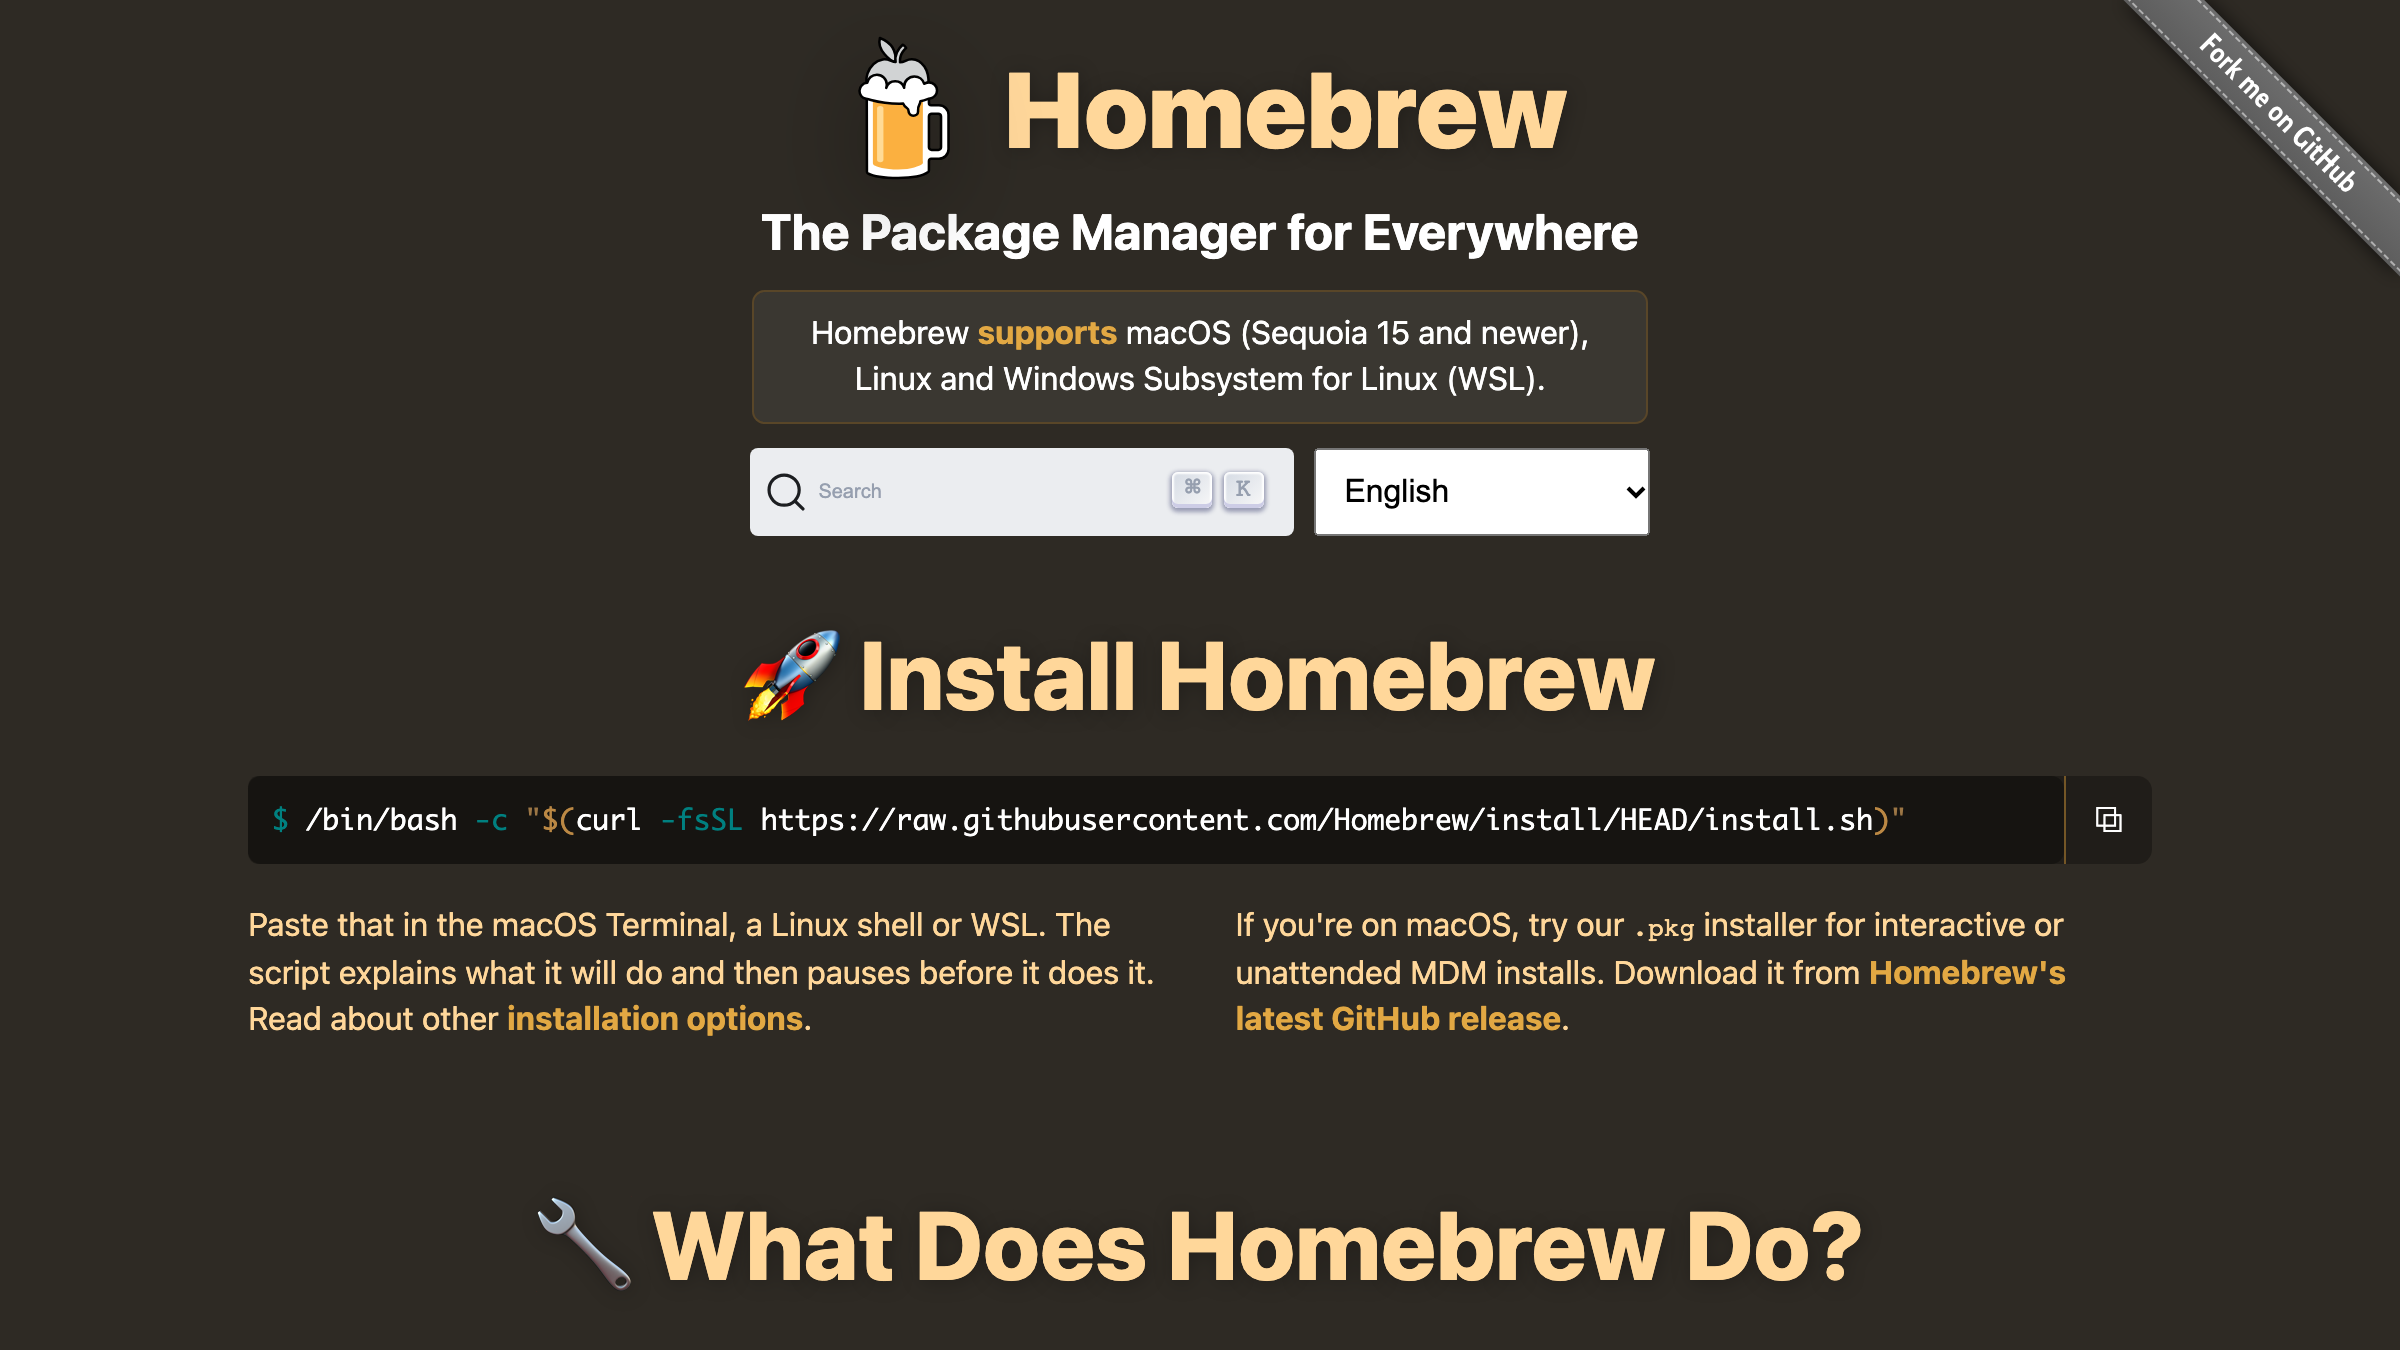 Homebrew
Fork me on GitHub
The Package Manager for Everywhere
Homebrew supports macOS (Sequoia 15 and newer),
Linux and Windows Subsystem for Linux (WSL).
Search ⌘ K
English
🚀 Install Homebrew
$ /bin/bash -c "$(curl -fsSL https://raw.githubusercontent.com/Homebrew/install/HEAD/install.sh)"
Paste that in the macOS Terminal, a Linux shell or WSL. The
script explains what it will do and then pauses before it does it.
Read about other installation options.
If you're on macOS, try our .pkg installer for interactive or
unattended MDM installs. Download it from Homebrew's
latest GitHub release.
🔧 What Does Homebrew Do?